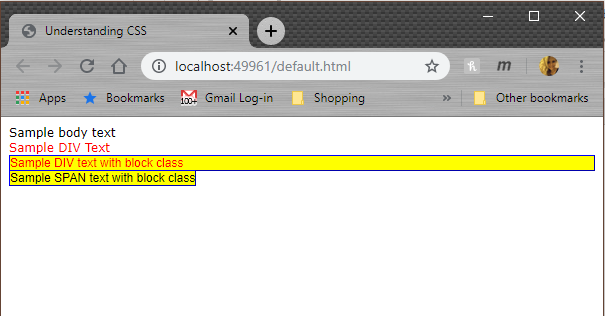 Understanding CSS
localhost:49961/default.html
m
Apps Bookmarks 100+ Gmail Log-in Shopping » Other bookmarks
Sample body text
Sample DIV Text
Sample DIV text with block class
Sample SPAN text with block class